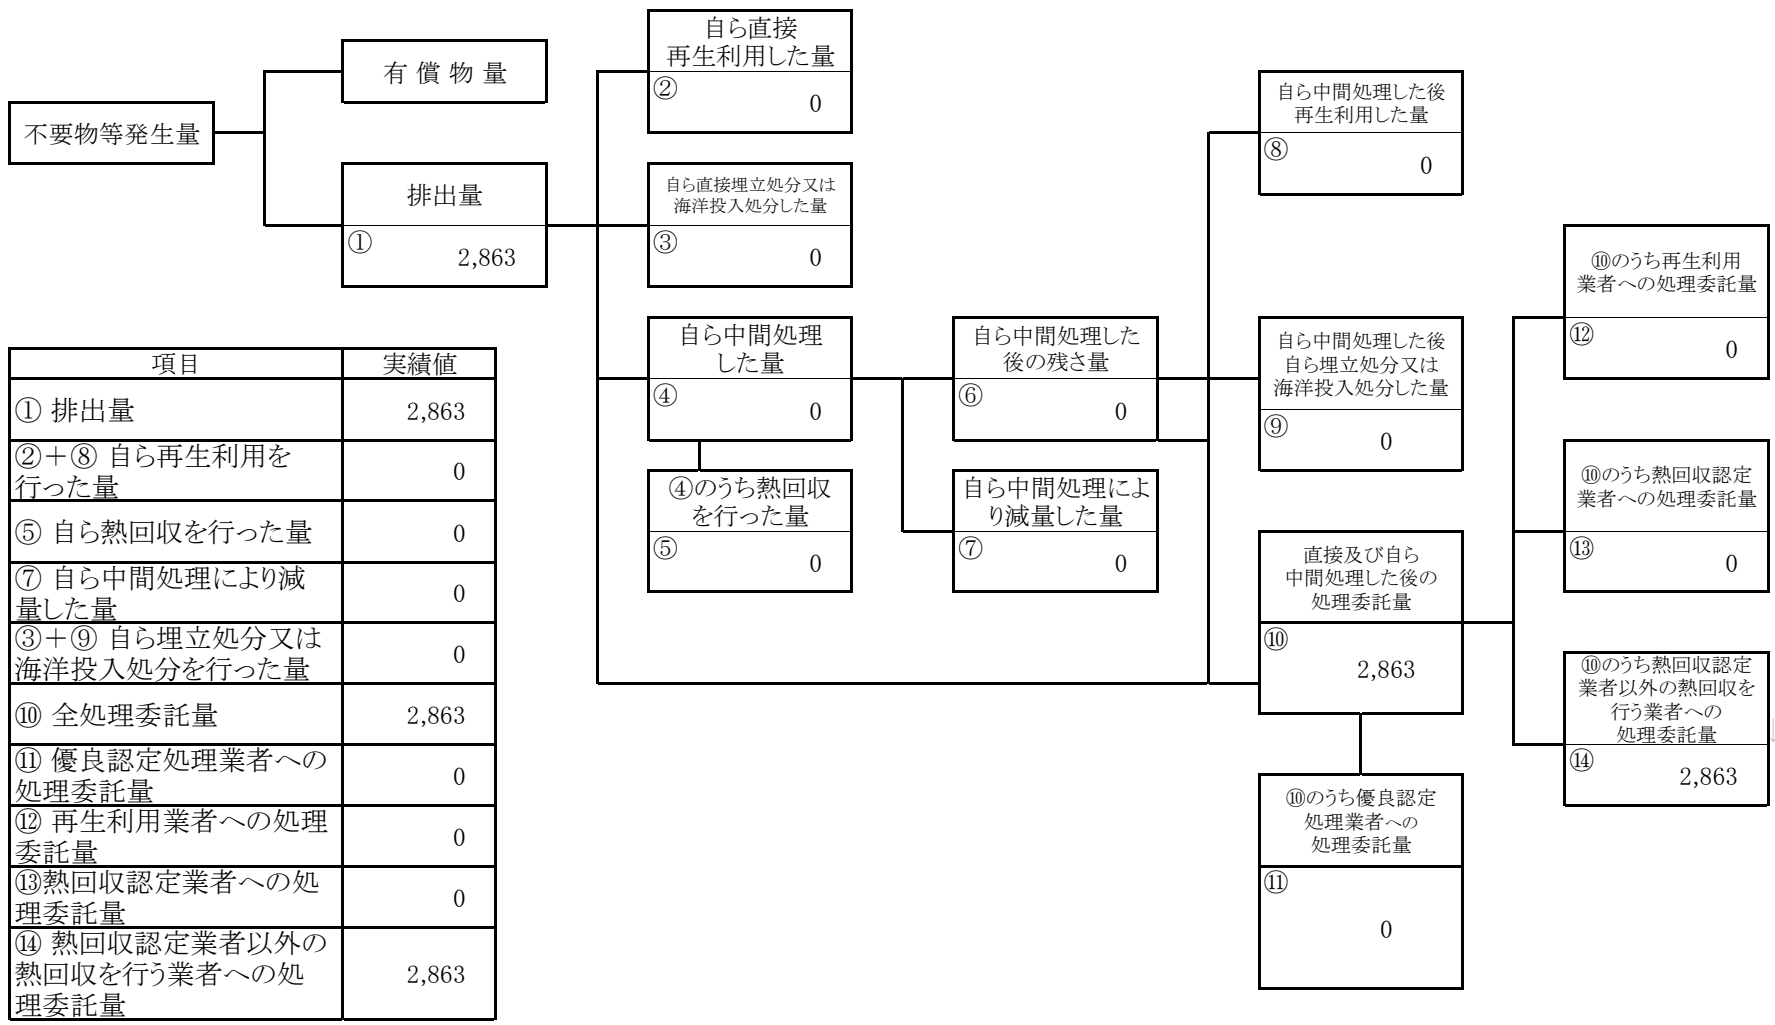 不要物等発生量
有 償 物 量
排出量
①
2,863
自ら直接
再生利用した量
②
0
自ら直接埋立処分又は
海洋投入処分した量
③
0
自ら中間処理
した量
④
0
④のうち熱回収
を行った量
⑤
0
自ら中間処理した
後の残さ量
⑥
0
自ら中間処理によ
り減量した量
⑦
0
自ら中間処理した後
再生利用した量
⑧
0
自ら中間処理した後
自ら埋立処分又は
海洋投入処分した量
⑨
0
直接及び自ら
中間処理した後の
処理委託量
⑩
2,863
⑩のうち優良認定
処理業者への
処理委託量
⑪
0
⑩のうち再生利用
業者への処理委託量
⑫
0
⑩のうち熱回収認定
業者への処理委託量
⑬
0
⑩のうち熱回収認定
業者以外の熱回収を
行う業者への
処理委託量
⑭
2,863
項目 実績値
① 排出量 2,863
②＋⑧ 自ら再生利用を
行った量 0
⑤ 自ら熱回収を行った量 0
⑦ 自ら中間処理により減
量した量 0
③＋⑨ 自ら埋立処分又は
海洋投入処分を行った量 0
⑩ 全処理委託量 2,863
⑪ 優良認定処理業者への
処理委託量 0
⑫ 再生利用業者への処理
委託量 0
⑬熱回収認定業者への処
理委託量 0
⑭ 熱回収認定業者以外の
熱回収を行う業者への処
理委託量 2,863